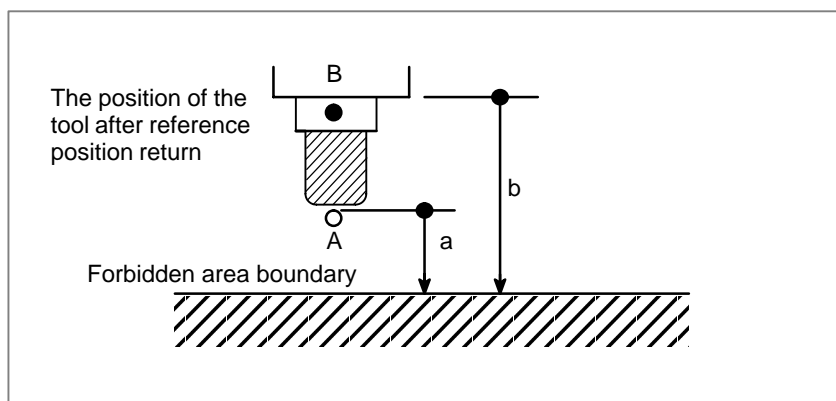 B
The position of the
tool after reference
position return
b
A
a
Forbidden area boundary